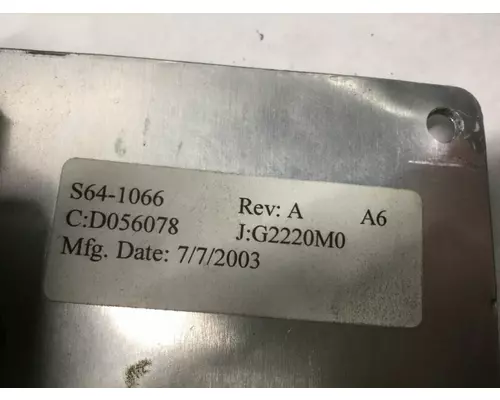 S64-1066 Rev: A A6
C:D056078 J:G2220M0
Mfg. Date: 7/7/2003